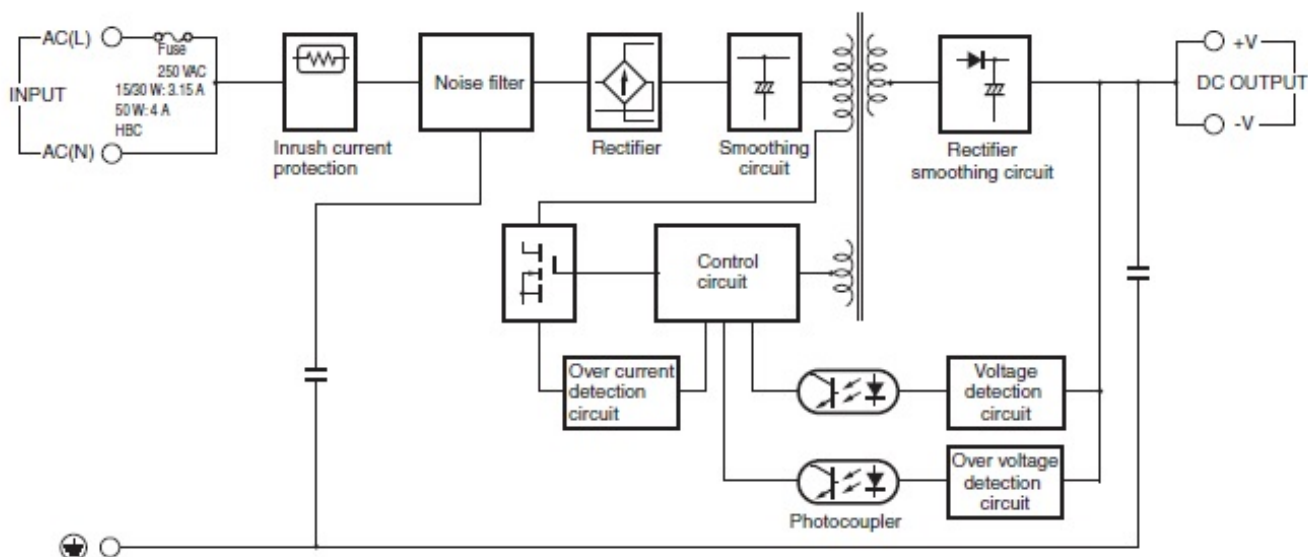 AC(L)
Fuse
250 VAC
15/30 W: 3.15 A
50 W: 4 A
HBC
INPUT
AC(N)
Inrush current
protection
Noise filter
Rectifier
Smoothing
circuit
Rectifier
smoothing circuit
+V
DC OUTPUT
-V
Control
circuit
Over current
detection
circuit
Voltage
detection
circuit
Over voltage
detection
circuit
Photocoupler